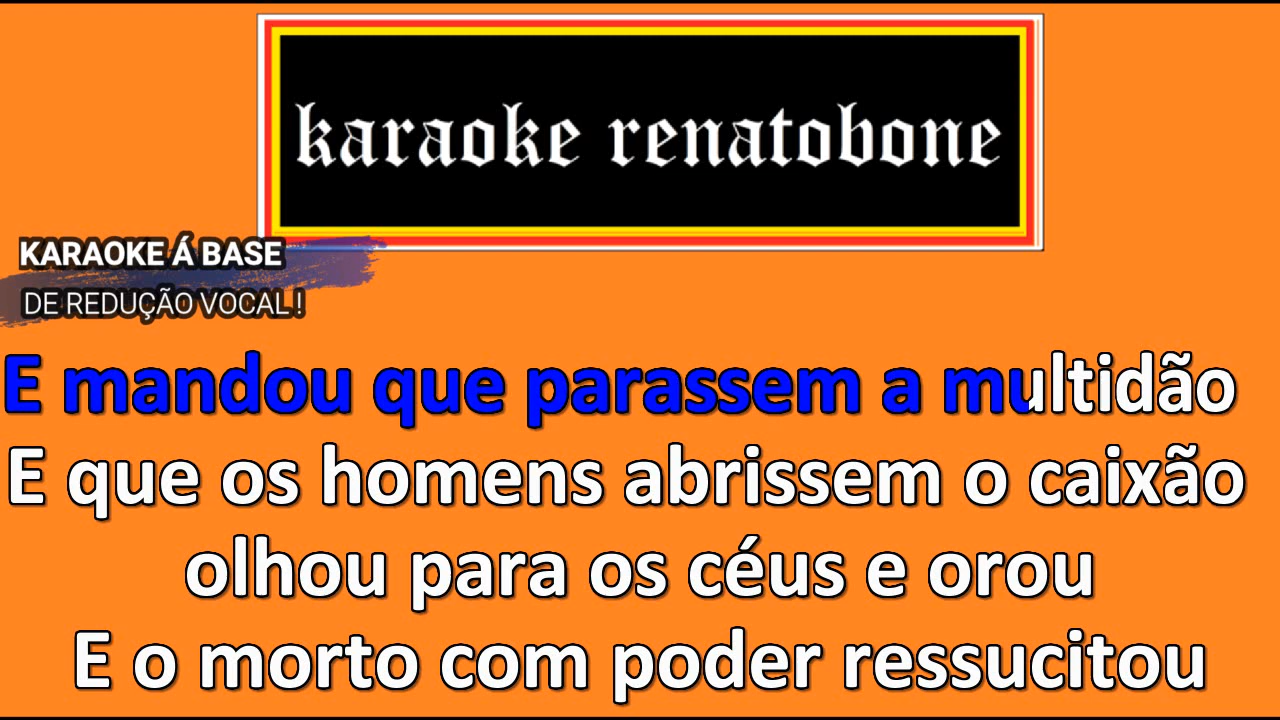 karaoke renatobone
KARAOKE Á BASE
DE REDUÇÃO VOCAL !
E mandou que parassem a multidão
E que os homens abrissem o caixão
olhou para os céus e orou
E o morto com poder ressucitou